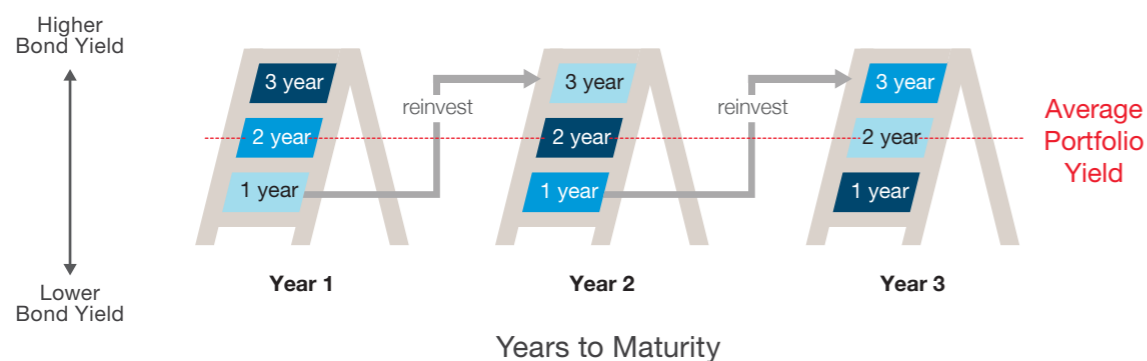 Higher
Bond Yield
3 year
2 year
1 year
reinvest
3 year
2 year
1 year
reinvest
3 year
2 year
1 year
Average
Portfolio
Yield
Lower
Bond Yield
Year 1
Year 2
Year 3
Years to Maturity